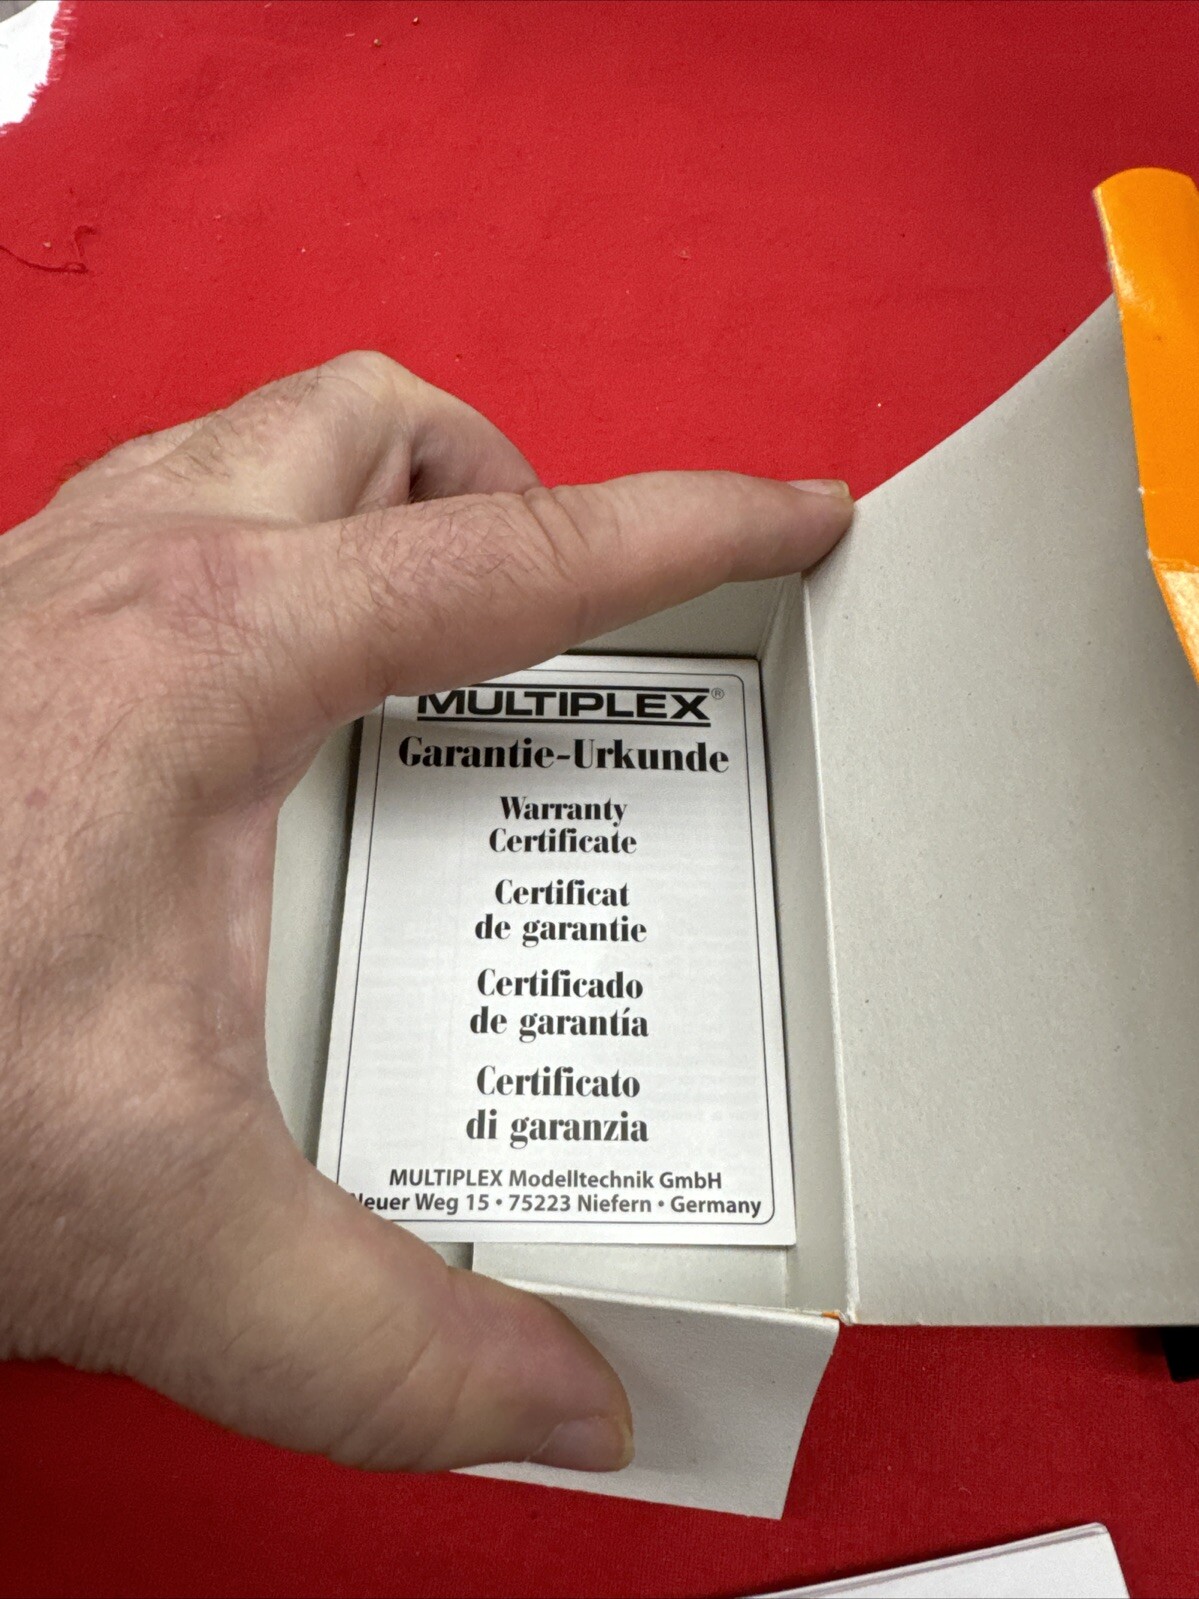 MULTIPLEX®
Garantie-Urkunde
Warranty
Certificate
Certificat
de garantie
Certificado
de garantía
Certificato
di garanzia
MULTIPLEX Modelltechnik GmbH
Neuer Weg 15 • 75223 Niefern • Germany